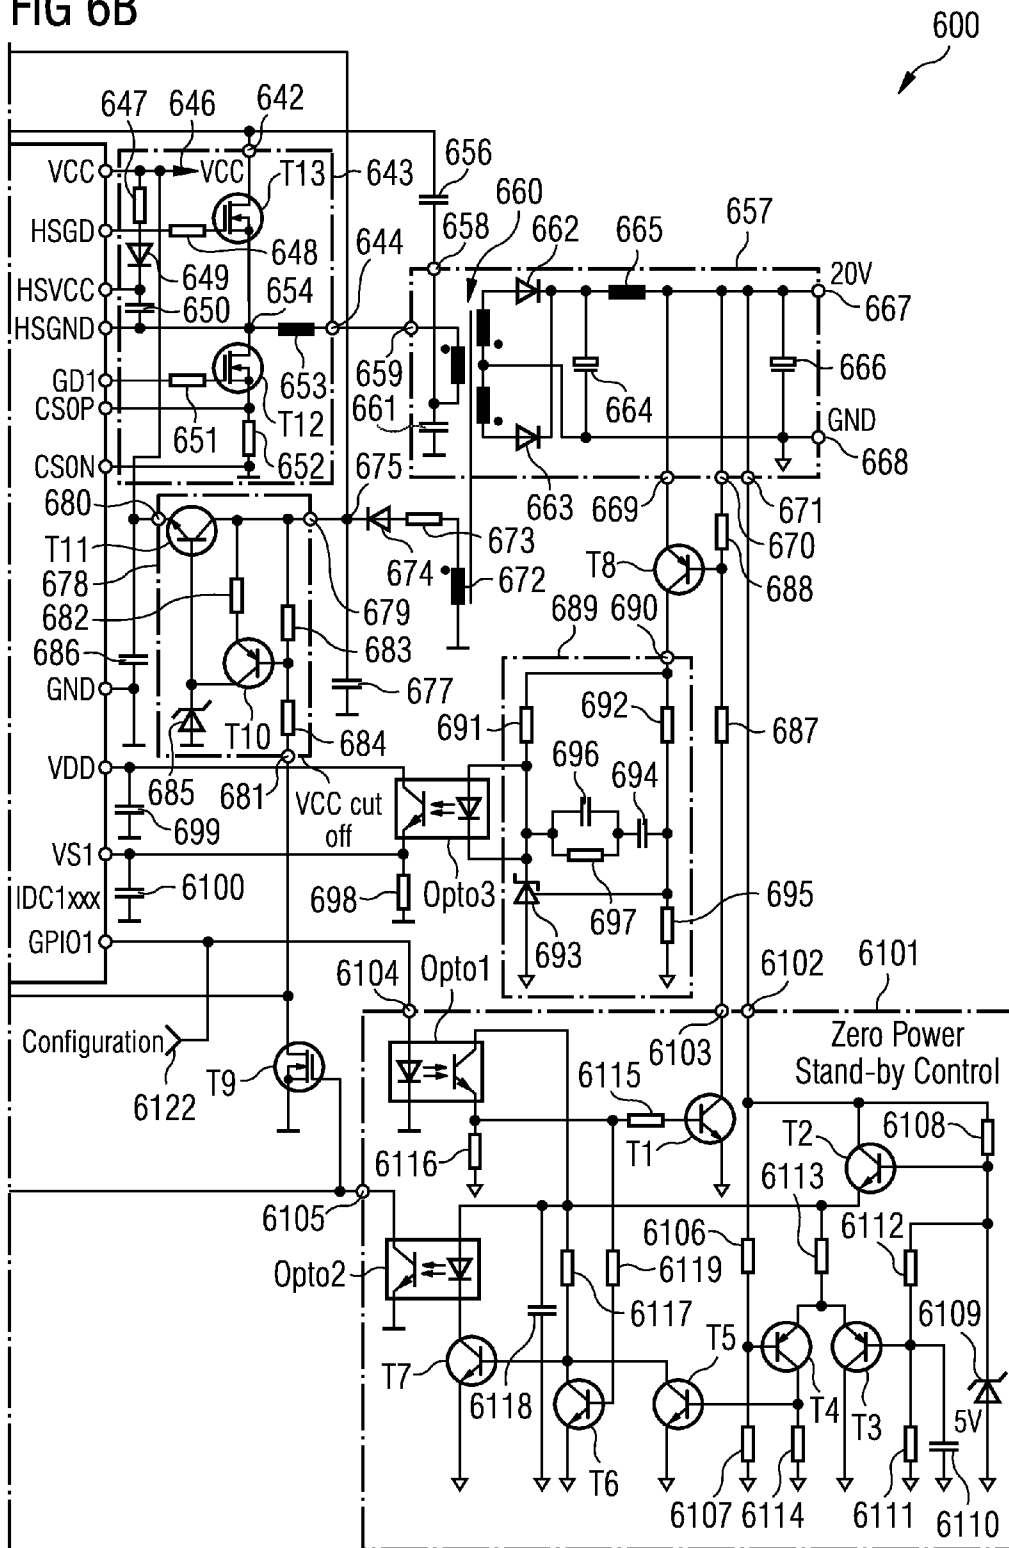 FIG 6B
600
647 646 642
VCC VCC T13 643 656 660
HSGD 648 644 658 662 665 657
649 20V
HSVCC 650 654 667
HSGND
659
GD1 653 664 666
CS0P 661 GND
651 T12
CS0N 652 675 663 669 668
680 671
T11 673 670
678 674 672 T8 688
682 679 689 690
686 683
GND 677 691 692 687
T10 684 696
VDD 685 681 VCC cut 694
699 off
VS1
6100 698 Opto3 697 695
IDC1xxx
693
GPIO1 Opto1 6102 6101
6104
Configuration 6103 Zero Power
Stand-by Control
T9 6115
6122
T1 T2 6108
6116 6113
6105 6106 6112
Opto2 6119
6117 6109
T7 T5
6118 T4 T3 5V
T6
6107 6114 6111 6110